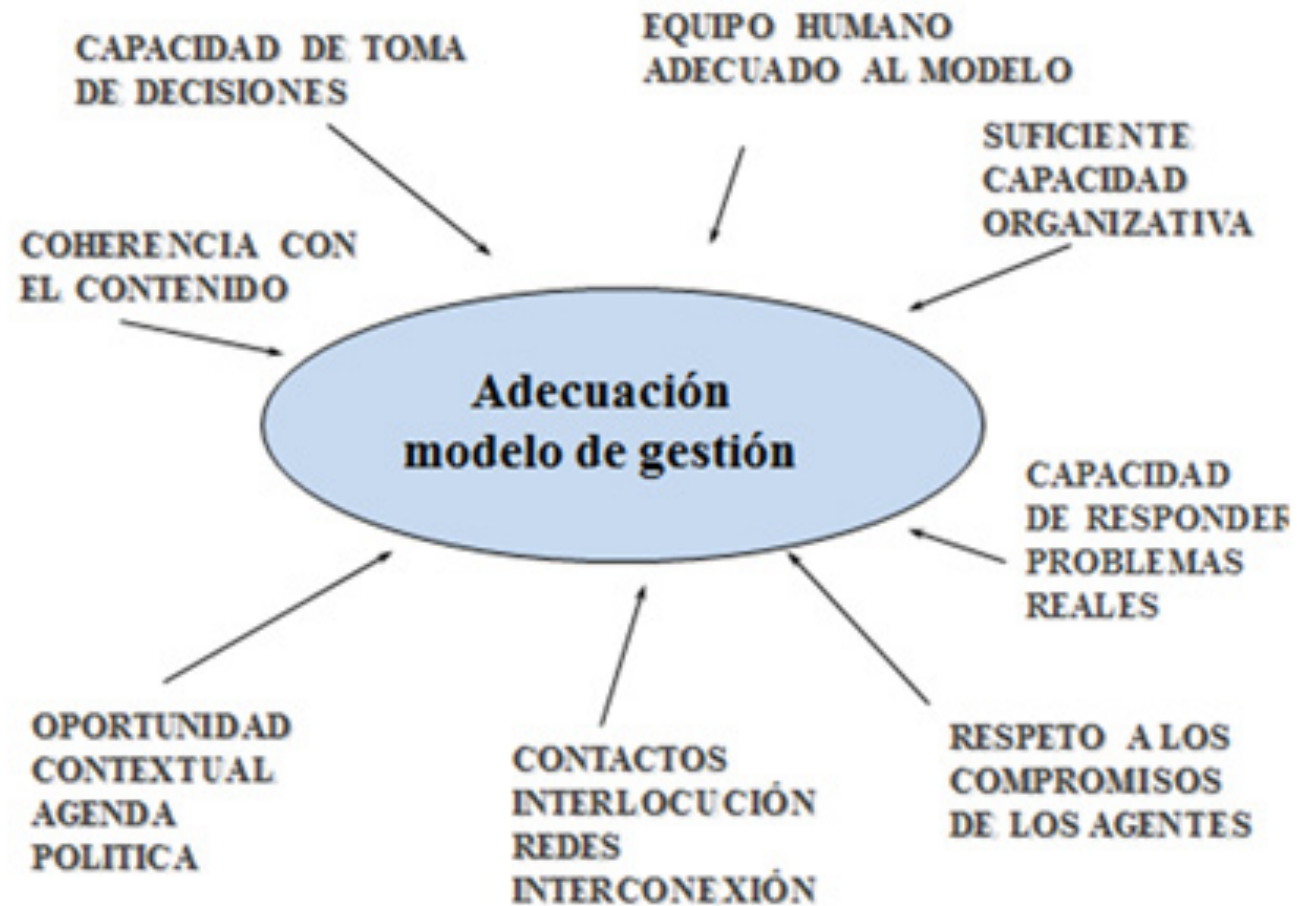 CAPACIDAD DE TOMA
DE DECISIONES
EQUIPO HUMANO
ADECUADO AL MODELO
SUFICIENTE
CAPACIDAD
ORGANIZATIVA
COHERENCIA CON
EL CONTENIDO
Adecuación
modelo de gestión
CAPACIDAD
DE RESPONDER
PROBLEMAS
REALES
OPORTUNIDAD
CONTEXTUAL
AGENDA
POLITICA
CONTACTOS
INTERLOCUCIÓN
REDES
INTERCONEXIÓN
RESPETO A LOS
COMPROMISOS
DE LOS AGENTES